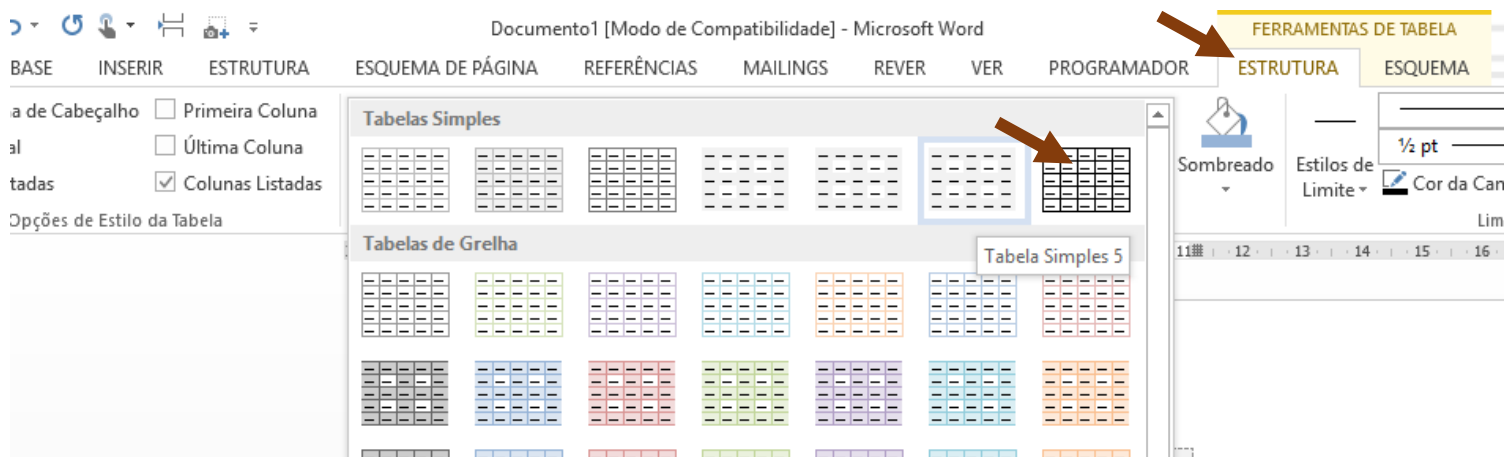 Documento1 [Modo de Compatibilidade] - Microsoft Word
FERRAMENTAS DE TABELA
BASE INSERIR ESTRUTURA ESQUEMA DE PÁGINA REFERÊNCIAS MAILINGS REVER VER PROGRAMADOR ESTRUTURA ESQUEMA
a de Cabeçalho Primeira Coluna
al Última Coluna
tadas Colunas Listadas
Opções de Estilo da Tabela
Tabelas Simples
Tabelas de Grelha
Tabela Simples 5
Sombreado
Estilos de
Limite
½ pt
Cor da Can
Lim
11 12 13 14 15 16